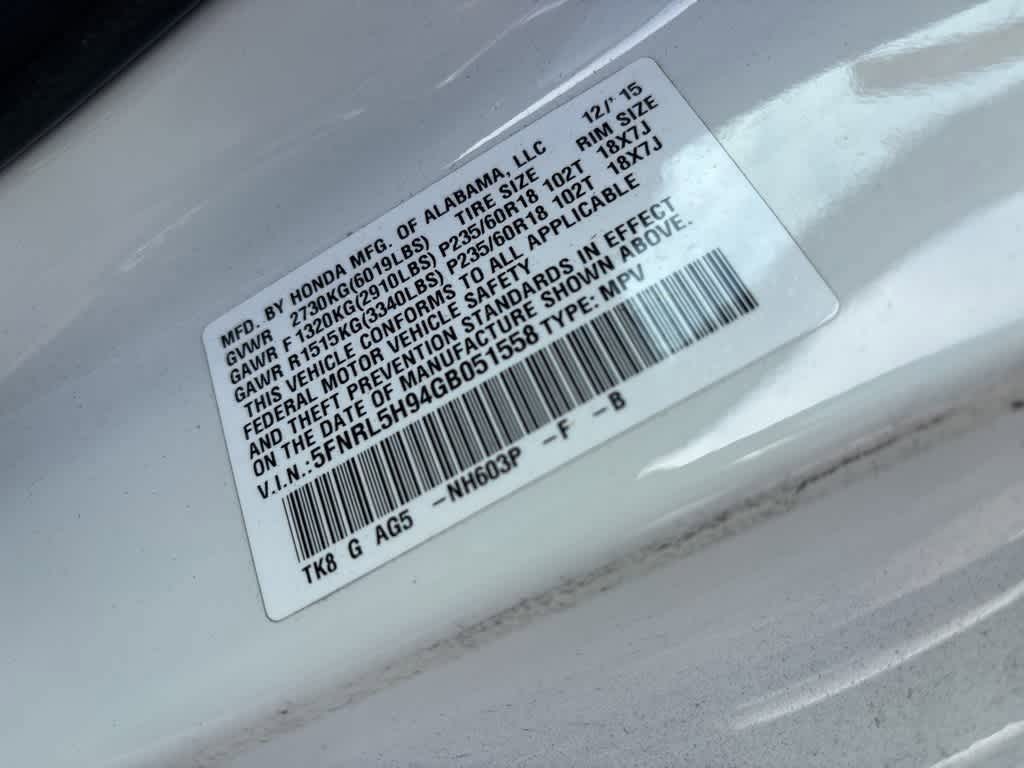 MFD. BY HONDA MFG. OF ALABAMA, LLC 12/' 15
GVWR 2730KG(6019LBS) TIRE SIZE RIM SIZE
GAWR F 1320KG(2910LBS) P235/60R18 102T 18X7J
GAWR R1515KG(3340LBS) P235/60R18 102T 18X7J
THIS VEHICLE CONFORMS TO ALL APPLICABLE
FEDERAL MOTOR VEHICLE SAFETY
AND THEFT PREVENTION STANDARDS IN EFFECT
ON THE DATE OF MANUFACTURE SHOWN ABOVE.
V.I.N.:5FNRL5H94GB051558 TYPE: MPV
TK8 G AG5 -NH603P -F -B